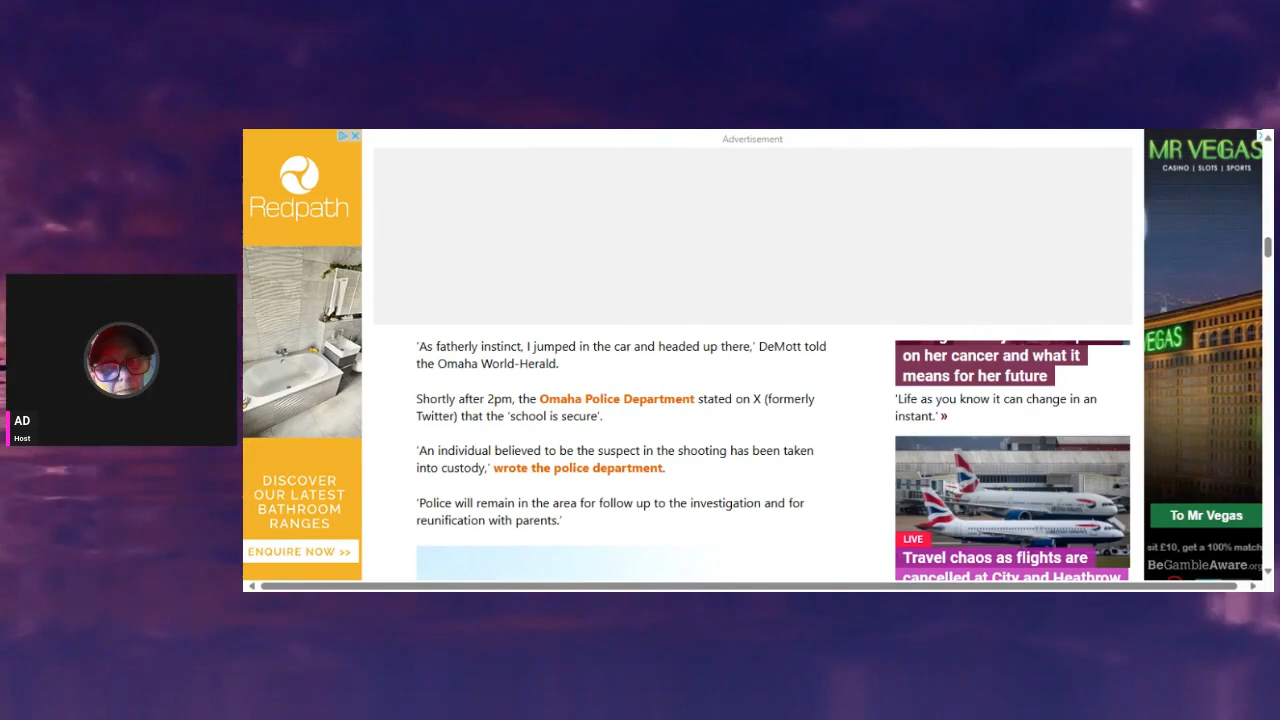 Advertisement
Redpath
DISCOVER
OUR LATEST
BATHROOM
RANGES
ENQUIRE NOW >>
AD
Host
'As fatherly instinct, I jumped in the car and headed up there,' DeMott told
the Omaha World-Herald.
Shortly after 2pm, the Omaha Police Department stated on X (formerly
Twitter) that the 'school is secure'.
'An individual believed to be the suspect in the shooting has been taken
into custody,' wrote the police department.
'Police will remain in the area for follow up to the investigation and for
reunification with parents.'
on her cancer and what it
means for her future
'Life as you know it can change in an
instant.' »
LIVE
Travel chaos as flights are
cancelled at City and Heathrow
MR VEGAS
CASINO | SLOTS | SPORTS
VEGAS
To Mr Vegas
sit £10, get a 100% match
BeGambleAware.org